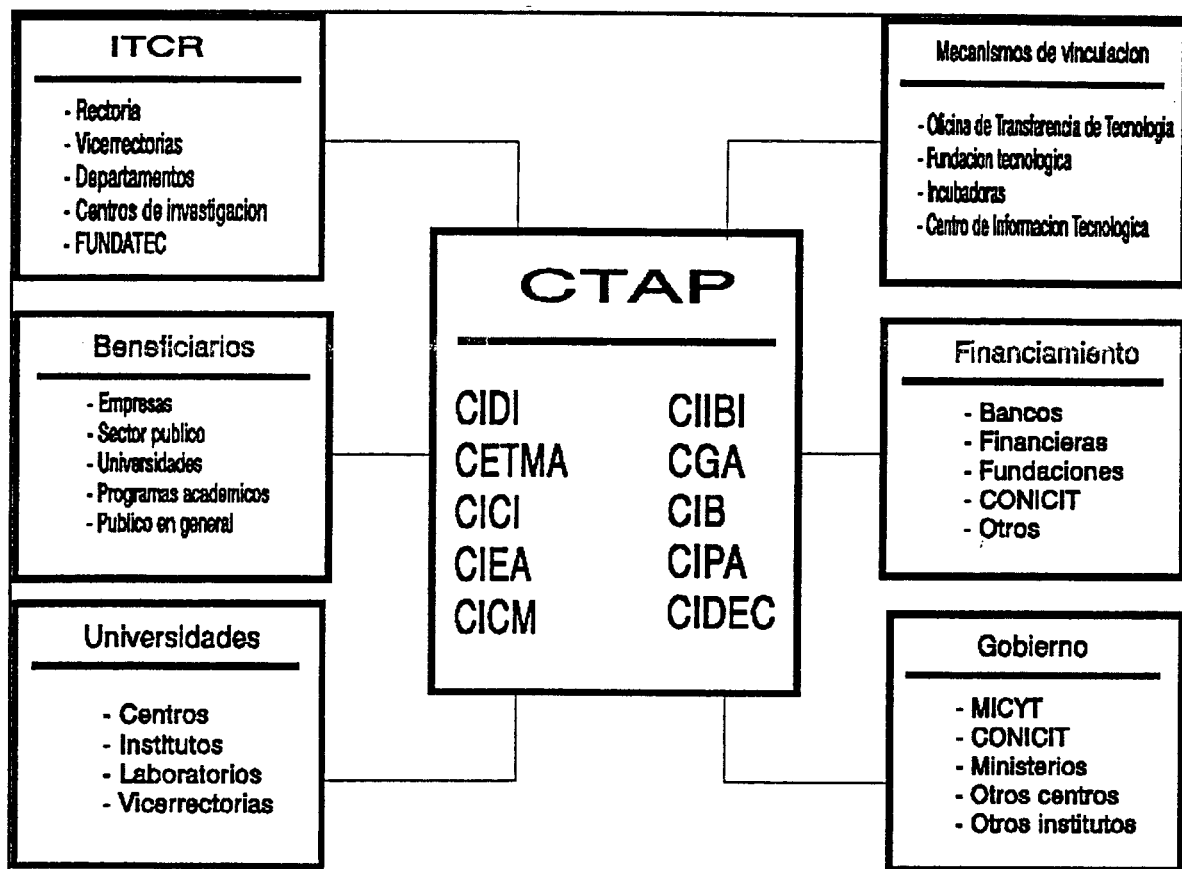 ITCR
- Rectoria
- Vicerrectorias
- Departamentos
- Centros de investigacion
- FUNDATEC
Mecanismos de vinculacion
- Oficina de Transferencia de Tecnologia
- Fundacion tecnologica
- Incubadoras
- Centro de Informacion Tecnologica
CTAP
CIDI
CETMA
CICI
CIEA
CICM
CIIBI
CGA
CIB
CIPA
CIDEC
Beneficiarios
- Empresas
- Sector publico
- Universidades
- Programas academicos
- Publico en general
Financiamiento
- Bancos
- Financieras
- Fundaciones
- CONICIT
- Otros
Universidades
- Centros
- Institutos
- Laboratorios
- Vicerrectorias
Gobierno
- MICYT
- CONICIT
- Ministerios
- Otros centros
- Otros institutos